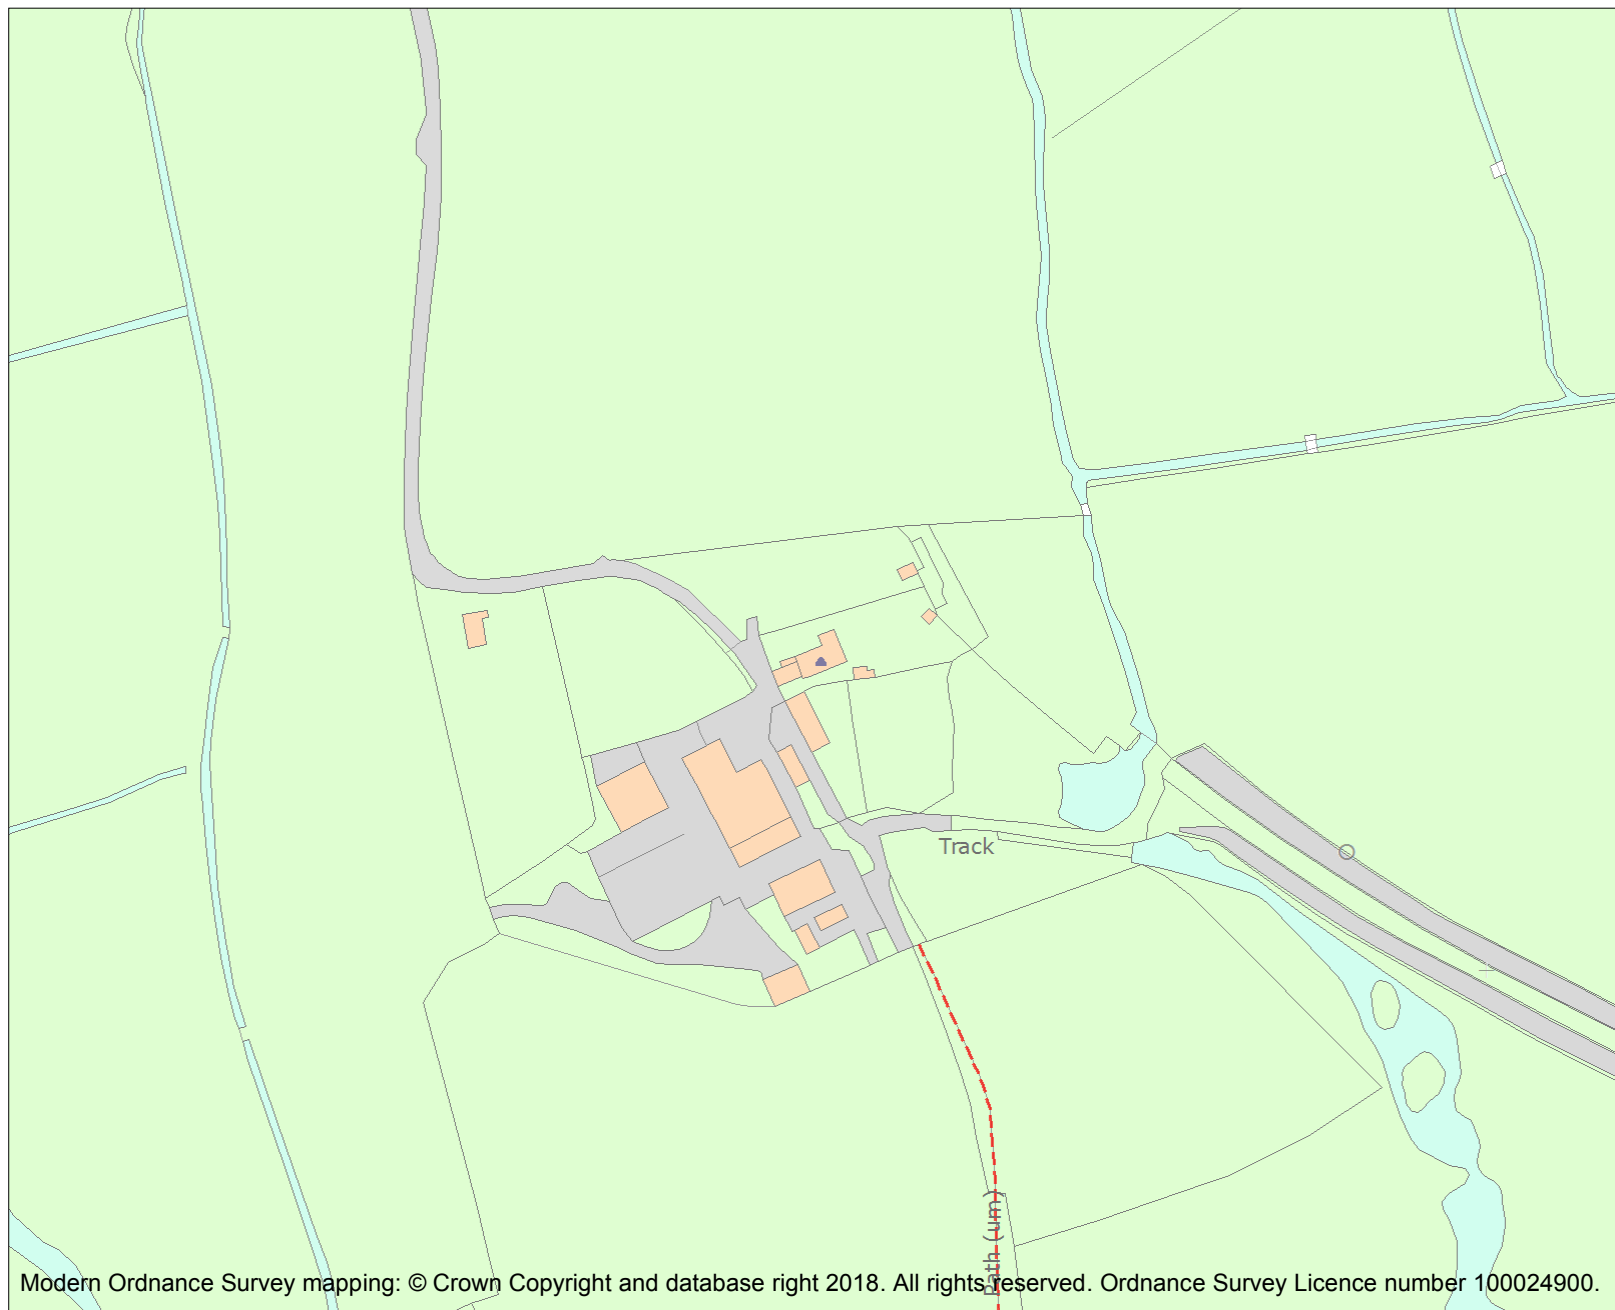 Track
Path (um)
Modern Ordnance Survey mapping: © Crown Copyright and database right 2018. All rights reserved. Ordnance Survey Licence number 100024900.